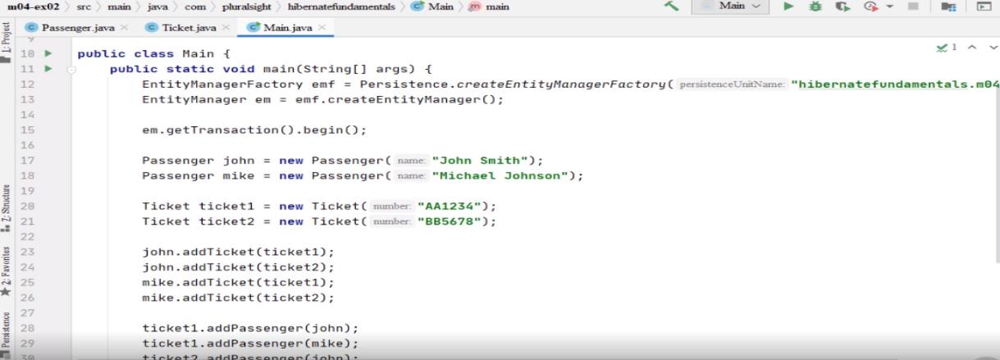 m04-ex02 src main java com pluralsight hibernatefundamentals Main main Main
Passenger.java Ticket.java Main.java
1: Project
10 public class Main { 1
11 public static void main(String[] args) {
12 EntityManagerFactory emf = Persistence.createEntityManagerFactory( persistenceUnitName: "hibernatefundamentals.m04
13 EntityManager em = emf.createEntityManager();
14
15 em.getTransaction().begin();
16
17 Passenger john = new Passenger( name: "John Smith");
18 Passenger mike = new Passenger( name: "Michael Johnson");
19
20 Ticket ticket1 = new Ticket( number: "AA1234");
21 Ticket ticket2 = new Ticket( number: "BB5678");
22
23 john.addTicket(ticket1);
24 john.addTicket(ticket2);
25 mike.addTicket(ticket1);
26 mike.addTicket(ticket2);
27
28 ticket1.addPassenger(john);
29 ticket1.addPassenger(mike);
30 ticket2.addPassenger(john);
Z: Structure
2: Favorites
Persistence